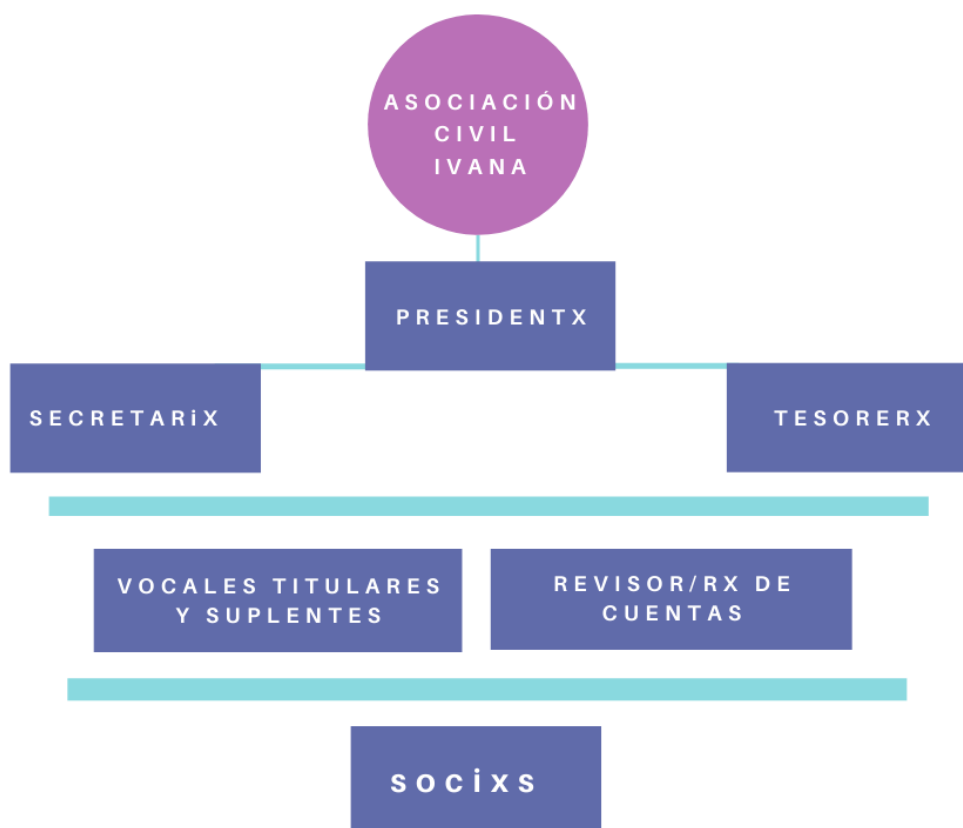 ASOCIACIÓN
CIVIL
IVANA
PRESIDENTX
SECRETARiX
TESORERX
VOCALES TITULARES
Y SUPLENTES
REVISOR/RX DE
CUENTAS
socixs